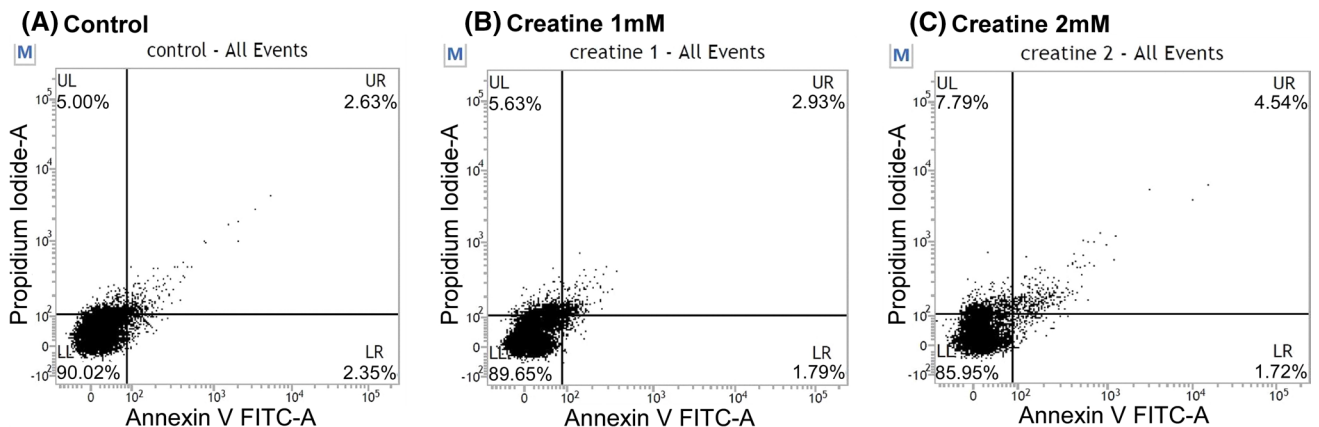 (A) Control
M
control - All Events
Propidium Iodide-A
UL
5.00%
UR
2.63%
10^5
10^4
10^3
10^2
0
-10^2
LL
90.02%
LR
2.35%
0 10^2 10^3 10^4 10^5
Annexin V FITC-A
(B) Creatine 1mM
M
creatine 1 - All Events
Propidium Iodide-A
UL
5.63%
UR
2.93%
10^5
10^4
10^3
10^2
0
-10^2
LL
89.65%
LR
1.79%
0 10^2 10^3 10^4 10^5
Annexin V FITC-A
(C) Creatine 2mM
M
creatine 2 - All Events
Propidium Iodide-A
UL
7.79%
UR
4.54%
10^5
10^4
10^3
10^2
0
-10^2
LL
85.95%
LR
1.72%
0 10^2 10^3 10^4 10^5
Annexin V FITC-A